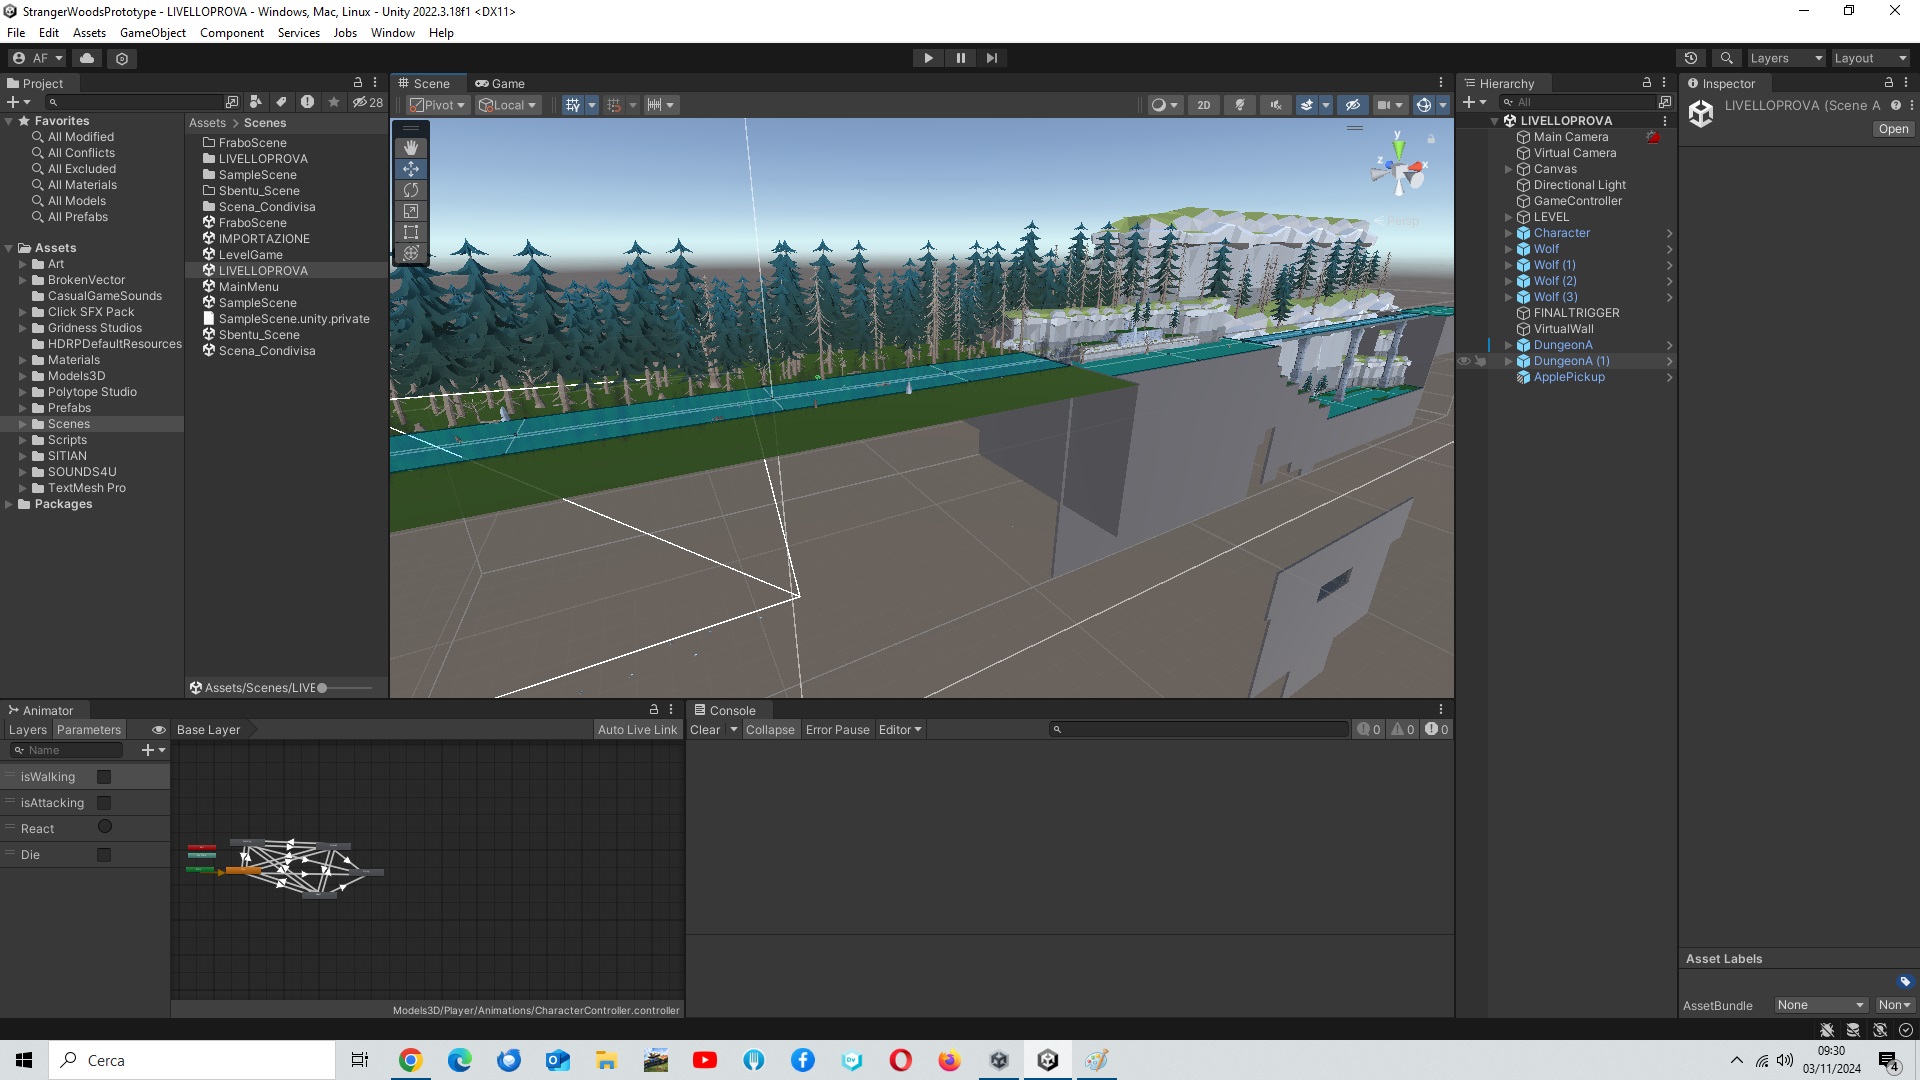 StrangerWoodsPrototype - LIVELLOPROVA - Windows, Mac, Linux - Unity 2022.3.18f1 <DX11>
File Edit Assets GameObject Component Services Jobs Window Help
AF
Layers
Layout
Project
28
Favorites
All Modified
All Conflicts
All Excluded
All Materials
All Models
All Prefabs
Assets
Art
BrokenVector
CasualGameSounds
Click SFX Pack
Gridness Studios
HDRPDefaultResources
Materials
Models3D
Polytope Studio
Prefabs
Scenes
Scripts
SITIAN
SOUNDS4U
TextMesh Pro
Packages
Assets > Scenes
FraboScene
LIVELLOPROVA
SampleScene
Sbentu_Scene
Scena_Condivisa
FraboScene
IMPORTAZIONE
LevelGame
LIVELLOPROVA
MainMenu
SampleScene
SampleScene.unity.private
Sbentu_Scene
Scena_Condivisa
Assets/Scenes/LIVE
Scene
Game
Pivot
Local
2D
y
x
z
< Persp
Hierarchy
All
LIVELLOPROVA
Main Camera
Virtual Camera
Canvas
Directional Light
GameController
LEVEL
Character
Wolf
Wolf (1)
Wolf (2)
Wolf (3)
FINALTRIGGER
VirtualWall
DungeonA
DungeonA (1)
ApplePickup
Inspector
LIVELLOPROVA (Scene A
Open
Asset Labels
AssetBundle
None
Non
Animator
Layers
Parameters
Base Layer
Auto Live Link
Name
isWalking
isAttacking
React
Die
Models3D/Player/Animations/CharacterController.controller
Console
Clear
Collapse
Error Pause
Editor
0
0
0
Cerca
09:30
03/11/2024
4